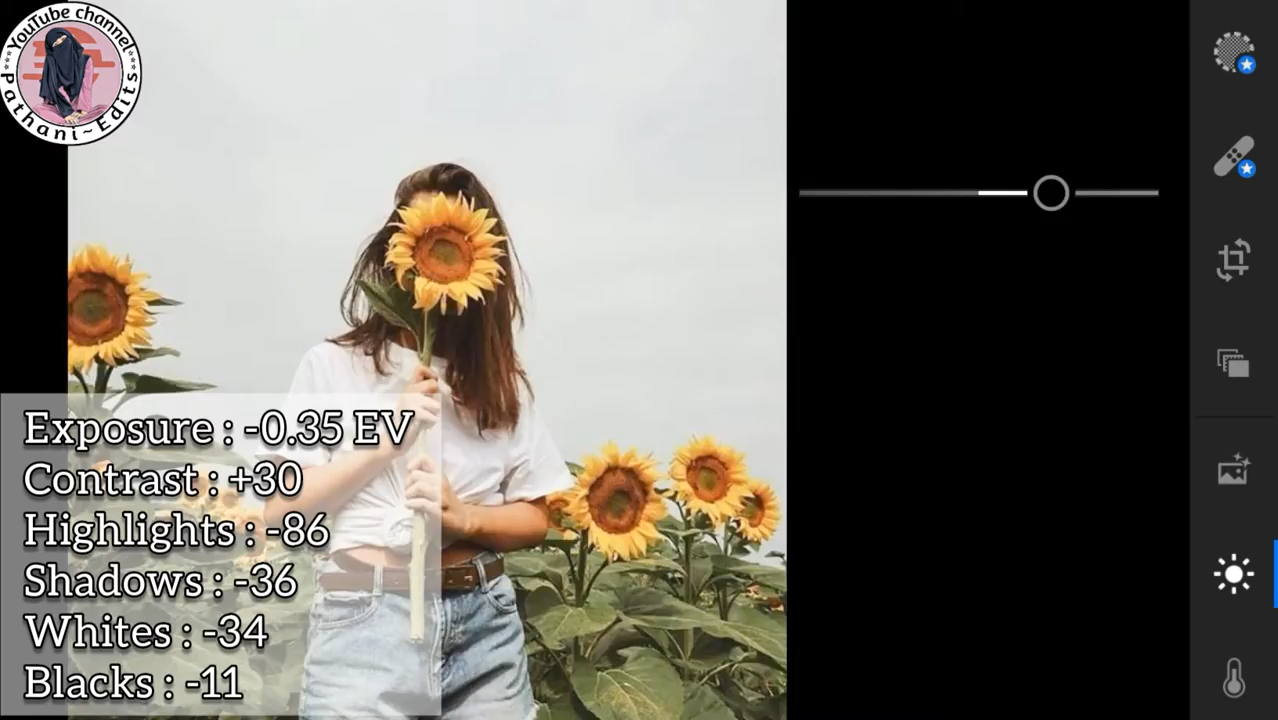 YouTube channel
Pathani~Edits
Exposure : -0.35 EV
Contrast : +30
Highlights : -86
Shadows : -36
Whites : -34
Blacks : -11